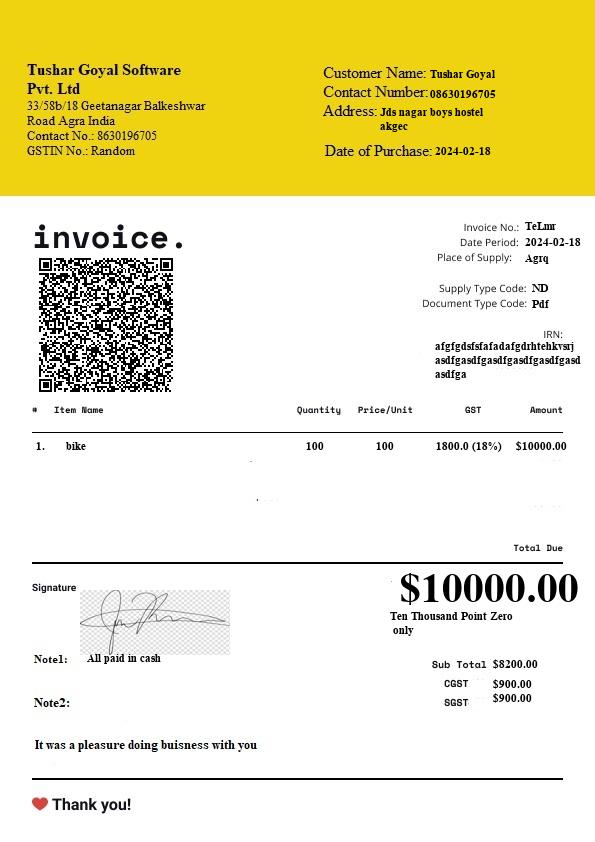 Tushar Goyal Software
Pvt. Ltd
33/58b/18 Geetanagar Balkeshwar
Road Agra India
Contact No.: 8630196705
GSTIN No.: Random
Customer Name: Tushar Goyal
Contact Number: 08630196705
Address: Jds nagar boys hostel
akgec
Date of Purchase: 2024-02-18
invoice.
Invoice No.: TeLmr
Date Period: 2024-02-18
Place of Supply: Agrq
Supply Type Code: ND
Document Type Code: Pdf
IRN:
afgfgdsfsfafadafgdrhtehkvsrj
asdfgasdfgasdfgasdfgasdfgasd
asdfga
# Item Name Quantity Price/Unit GST Amount
1. bike 100 100 1800.0 (18%) $10000.00
Total Due
$10000.00
Ten Thousand Point Zero
only
Signature
Note1: All paid in cash
Sub Total $8200.00
CGST $900.00
SGST $900.00
Note2:
It was a pleasure doing buisness with you
Thank you!